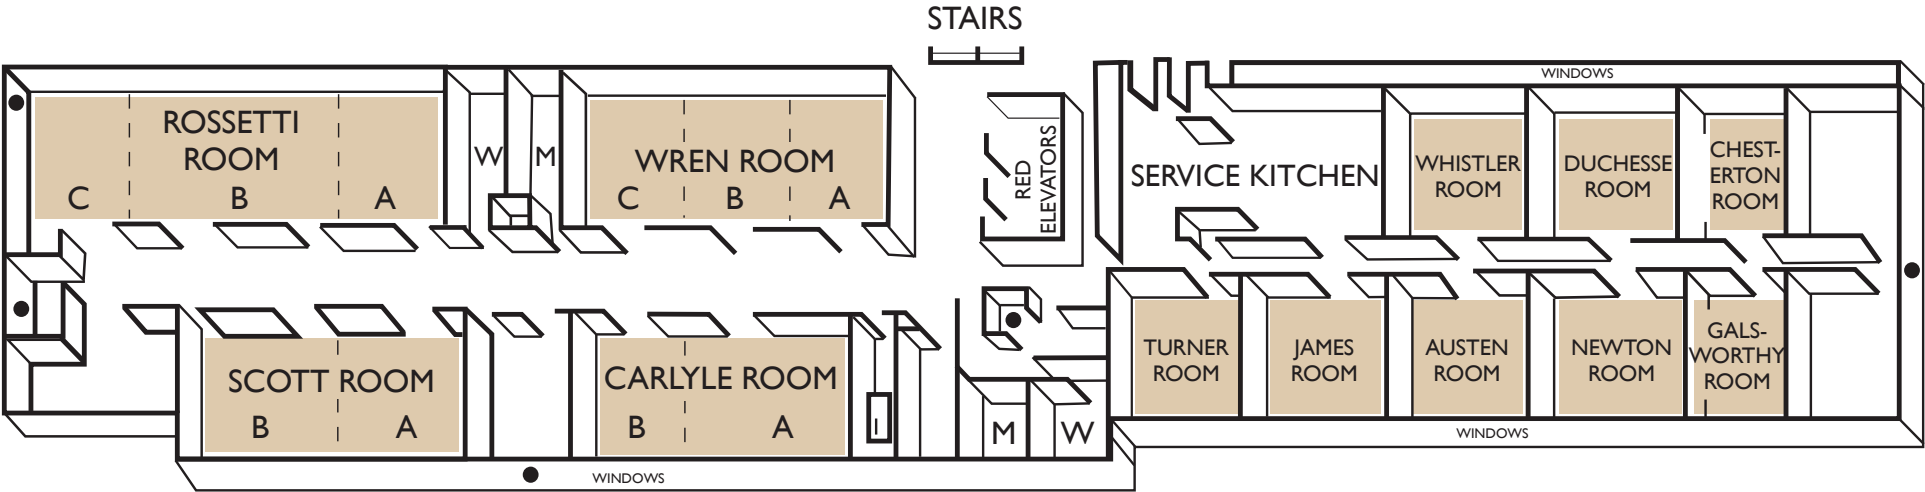 STAIRS
WINDOWS
ROSSETTI
ROOM
C
B
A
W
M
WREN ROOM
C
B
A
RED
ELEVATORS
SERVICE KITCHEN
WHISTLER
ROOM
DUCHESSE
ROOM
CHEST-
ERTON
ROOM
SCOTT ROOM
B
A
CARLYLE ROOM
B
A
I
M
W
TURNER
ROOM
JAMES
ROOM
AUSTEN
ROOM
NEWTON
ROOM
GALS-
WORTHY
ROOM
WINDOWS
WINDOWS